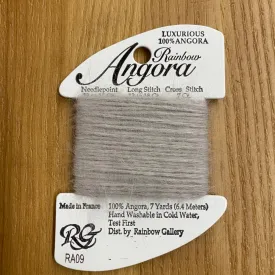 LUXURIOUS
100% ANGORA
Rainbow
Angora
Needlepoint Long Stitch Cross Stitch
Made in France
100% Angora, 7 Yards (6.4 Meters)
Hand Washable in Cold Water,
Test First
Dist. by Rainbow Gallery
RG
RA09